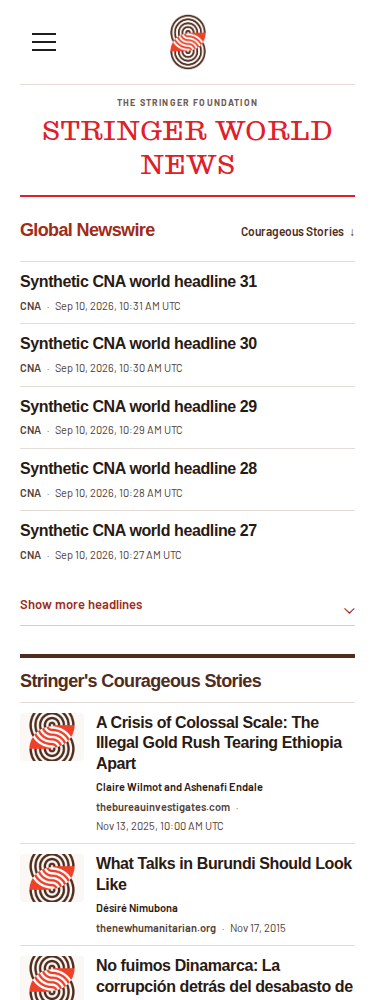 THE STRINGER FOUNDATION
STRINGER WORLD
NEWS
Global Newswire
Courageous Stories ↓
Synthetic CNA world headline 31
CNA · Sep 10, 2026, 10:31 AM UTC
Synthetic CNA world headline 30
CNA · Sep 10, 2026, 10:30 AM UTC
Synthetic CNA world headline 29
CNA · Sep 10, 2026, 10:29 AM UTC
Synthetic CNA world headline 28
CNA · Sep 10, 2026, 10:28 AM UTC
Synthetic CNA world headline 27
CNA · Sep 10, 2026, 10:27 AM UTC
Show more headlines
Stringer's Courageous Stories
A Crisis of Colossal Scale: The
Illegal Gold Rush Tearing Ethiopia
Apart
Claire Wilmot and Ashenafi Endale
thebureauinvestigates.com ·
Nov 13, 2025, 10:00 AM UTC
What Talks in Burundi Should Look
Like
Désiré Nimubona
thenewhumanitarian.org · Nov 17, 2015
No fuimos Dinamarca: La
corrupción detrás del desabasto de